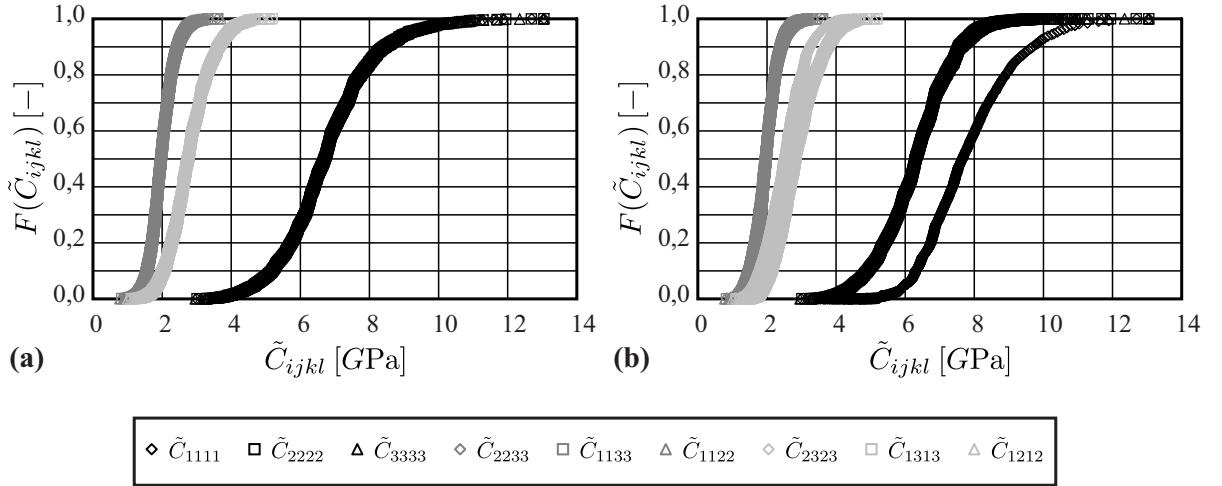 1,0
0,8
0,6
0,4
0,2
0,0
F(C̃_{ijkl}) [−]
0 2 4 6 8 10 12 14
C̃_{ijkl} [GPa]
(a)
1,0
0,8
0,6
0,4
0,2
0,0
F(C̃_{ijkl}) [−]
0 2 4 6 8 10 12 14
C̃_{ijkl} [GPa]
(b)
C̃_{1111} C̃_{2222} C̃_{3333} C̃_{2233} C̃_{1133} C̃_{1122} C̃_{2323} C̃_{1313} C̃_{1212}